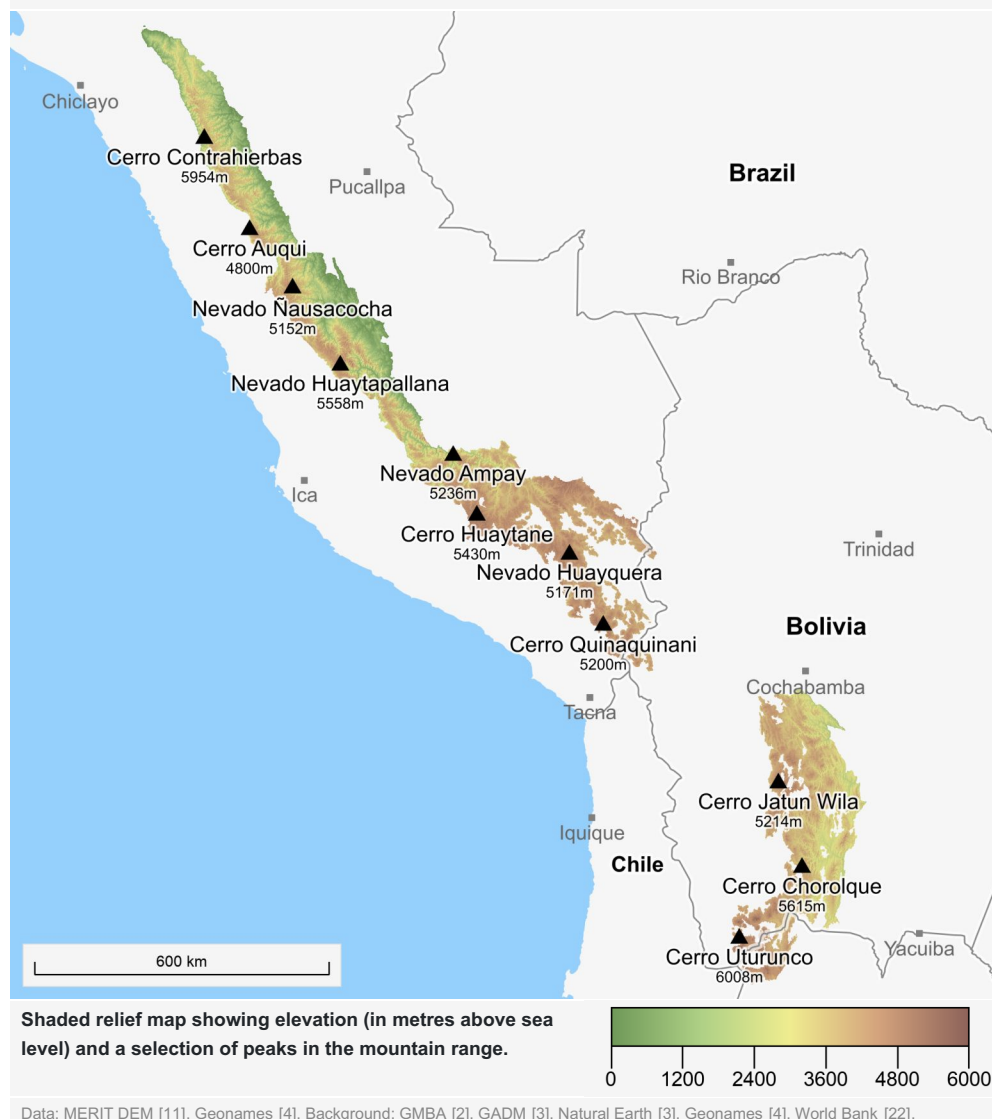 Chiclayo
Cerro Contrahierbas
5954m
Pucallpa
Brazil
Cerro Auqui
4800m
Rio Branco
Nevado Ñausacocha
5152m
Nevado Huaytapallana
5558m
Nevado Ampay
5236m
Ica
Cerro Huaytane
5430m
Trinidad
Nevado Huayquera
5171m
Bolivia
Cerro Quinaquinani
5200m
Cochabamba
Tacna
Cerro Jatun Wila
5214m
Iquique
Chile
Cerro Chorolque
5615m
Yacuiba
Cerro Uturunco
6008m
600 km
Shaded relief map showing elevation (in metres above sea
level) and a selection of peaks in the mountain range.
0 1200 2400 3600 4800 6000
Data: MERIT DEM [11], Geonames [4]. Background: GMBA [2], GADM [3], Natural Earth [3], Geonames [4], World Bank [22].